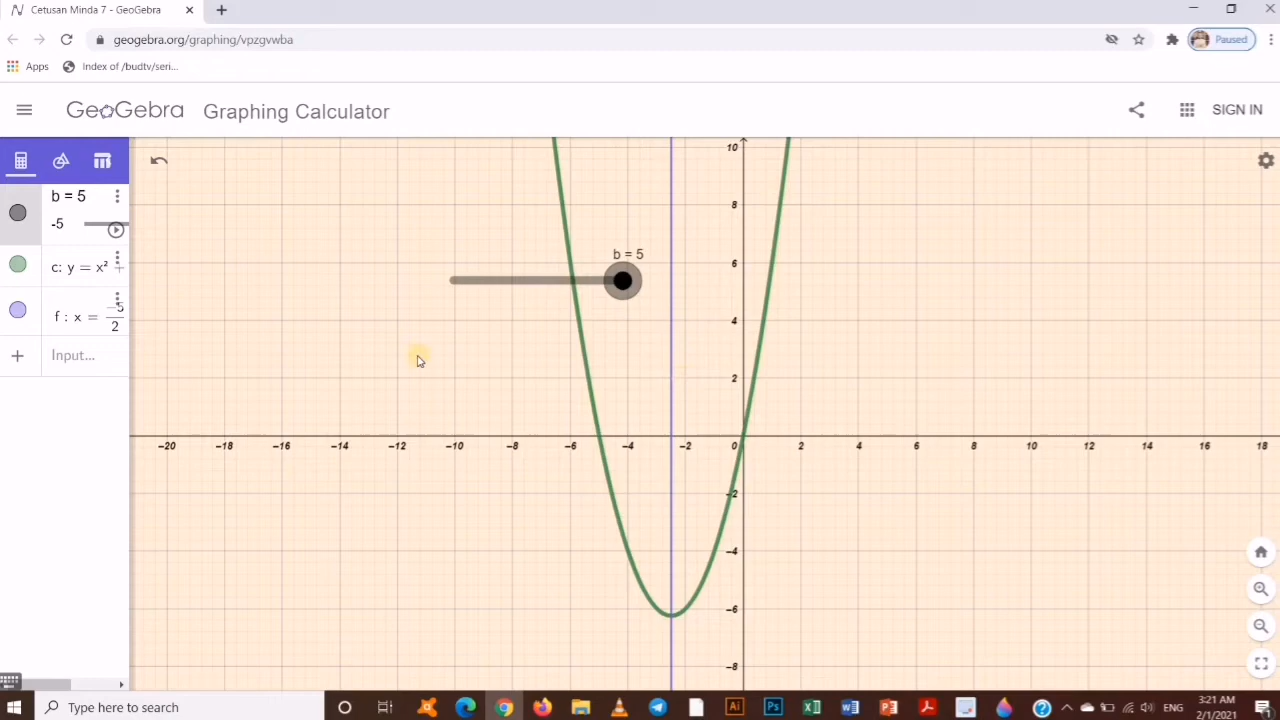 Cetusan Minda 7 - GeoGebra
geogebra.org/graphing/vpzgvwba
Paused
Apps
Index of /budtv/seri...
GeoGebra Graphing Calculator
SIGN IN
b = 5
-5
c: y = x² +
f : x = -5
2
Input...
b = 5
10
8
6
4
2
-20 -18 -16 -14 -12 -10 -8 -6 -4 -2 0 2 4 6 8 10 12 14 16 18
-2
-4
-6
-8
Type here to search
ENG
3:21 AM
2/1/2021